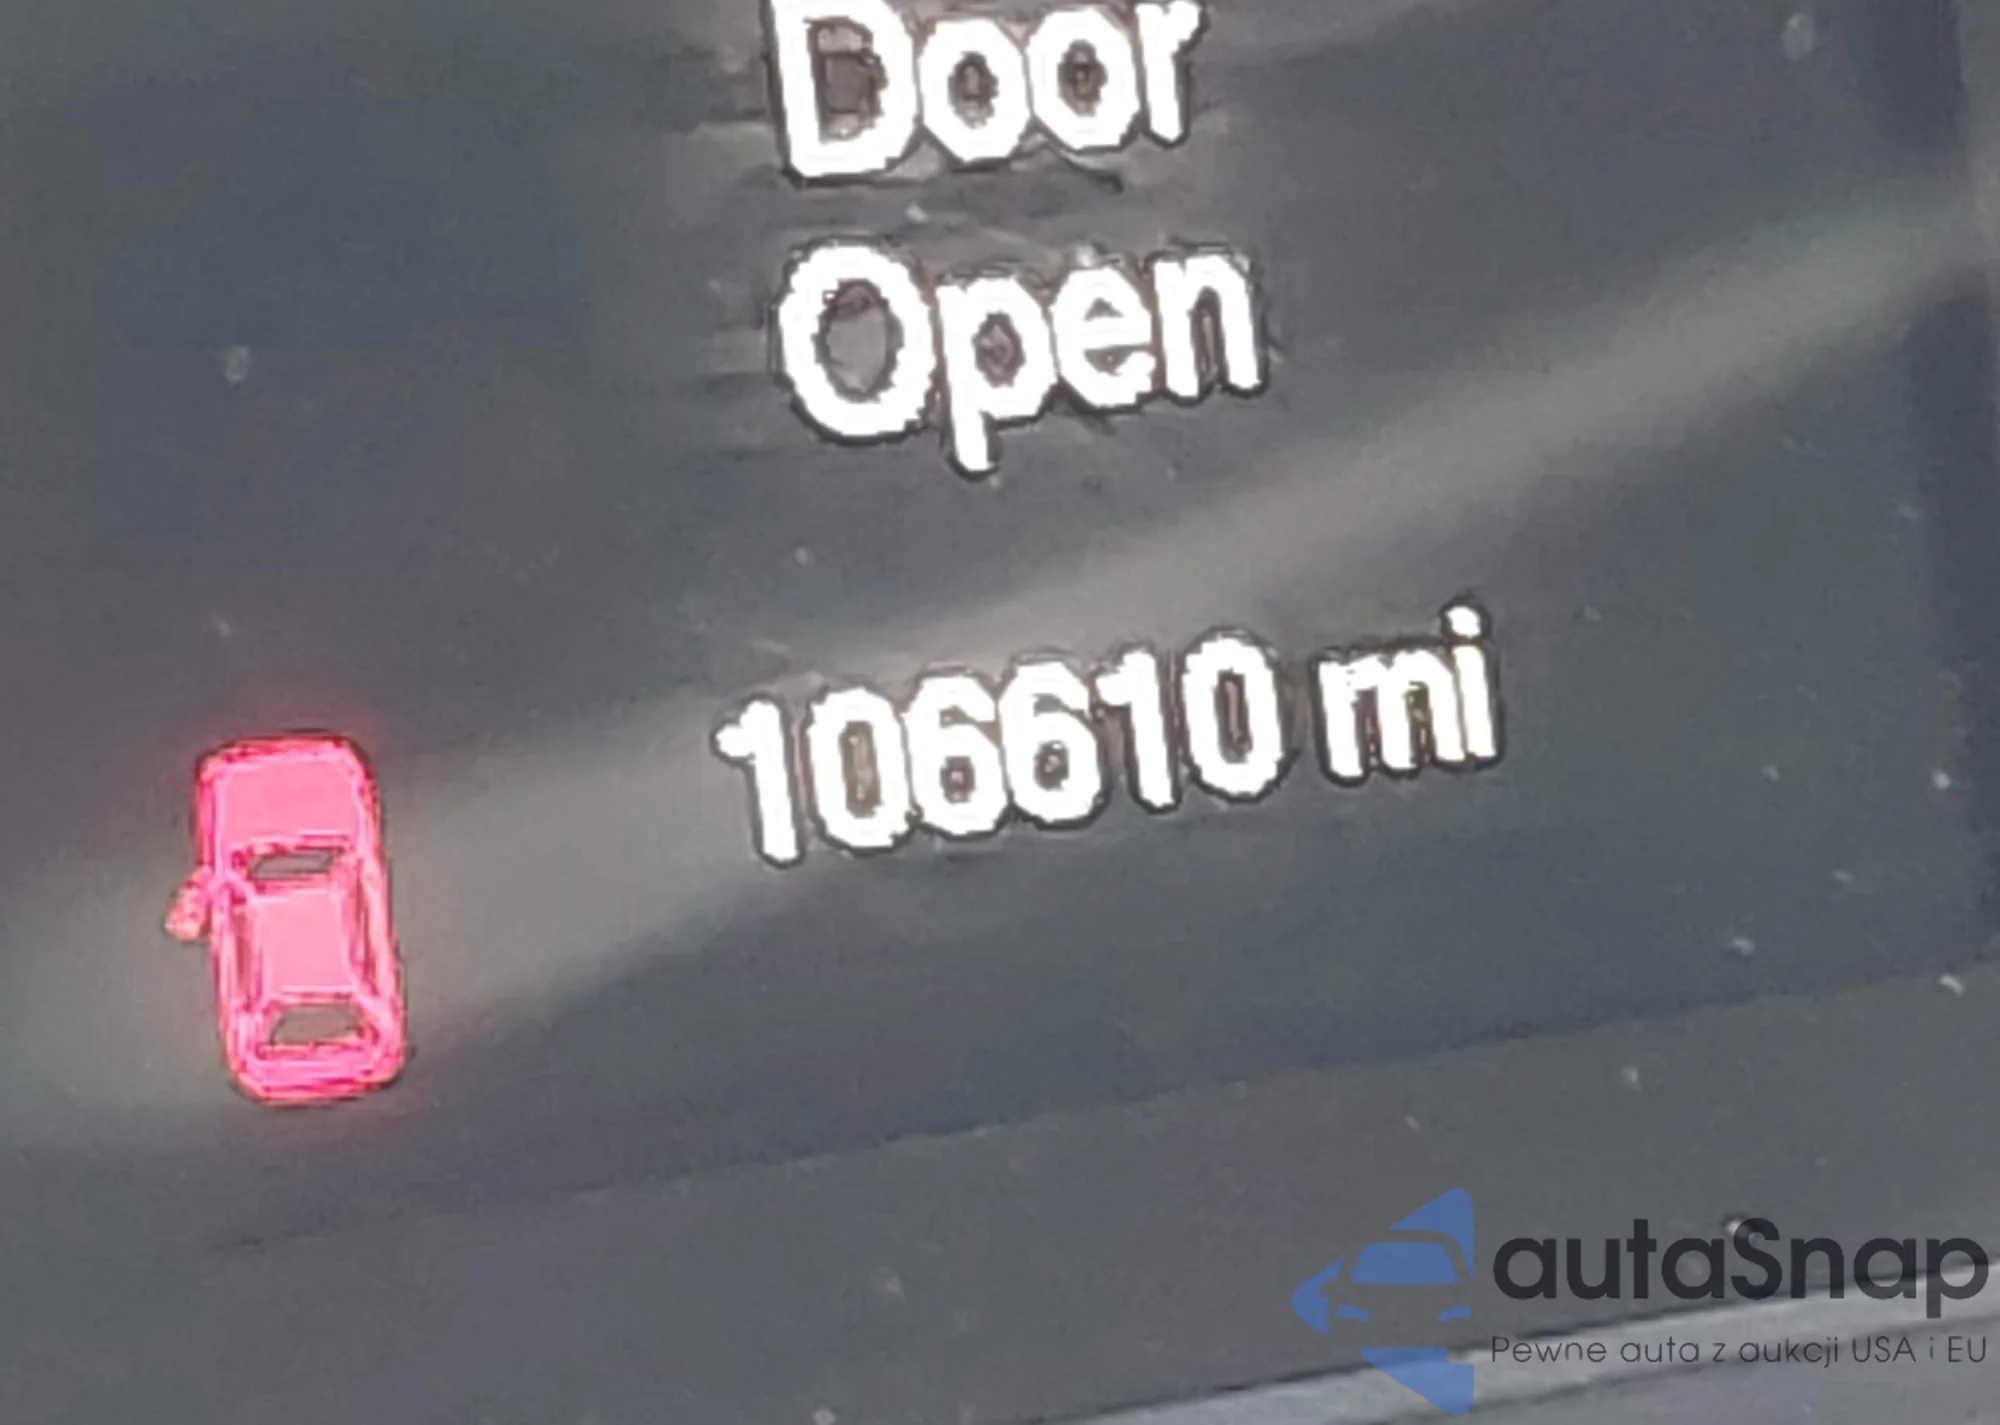 Door
Open
106610 mi
autaSnap
Pewne auta z aukcji USA i EU